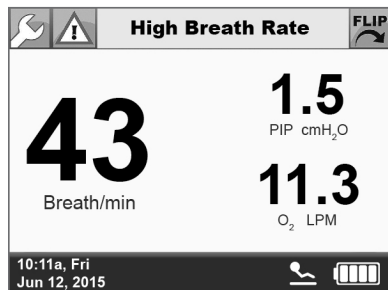 High Breath Rate
FLIP
43
Breath/min
1.5
PIP cmH₂O
11.3
O₂ LPM
10:11a, Fri
Jun 12, 2015